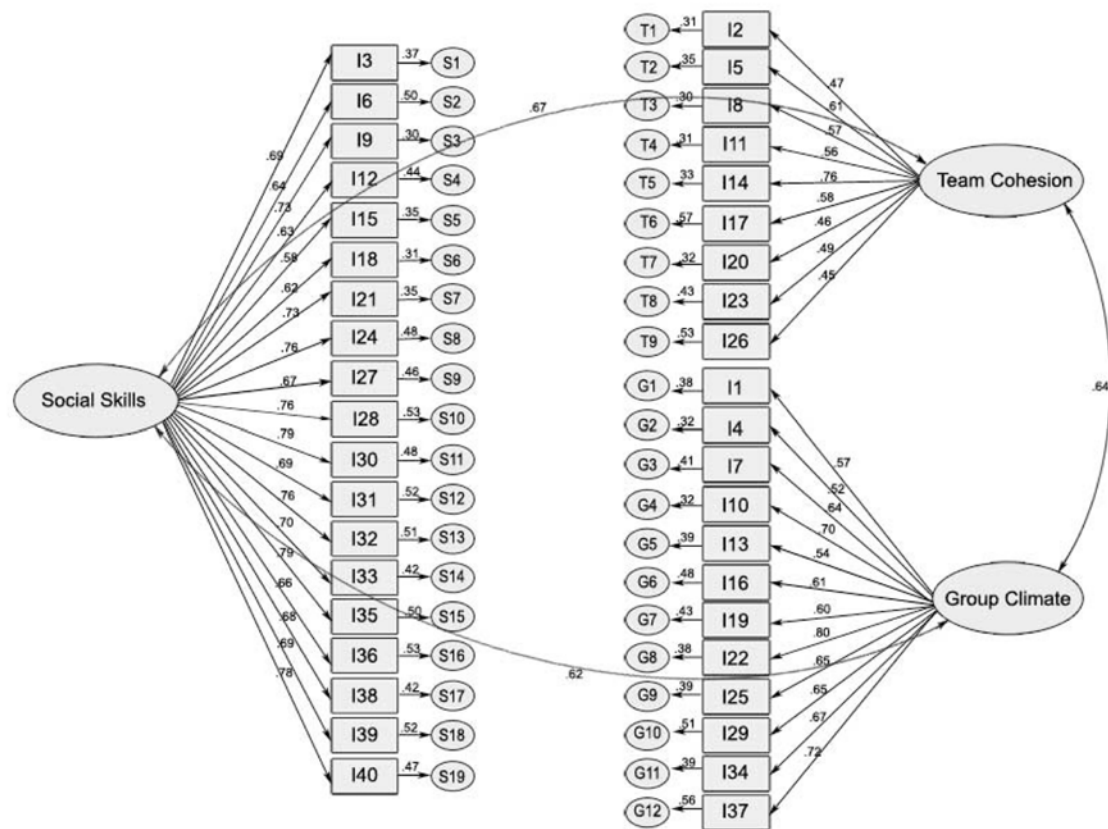 Social Skills
.69
.64
.73
.63
.58
.62
.73
.76
.67
.76
.79
.69
.76
.70
.79
.66
.68
.69
.78
I3 .37 S1
I6 .50 S2
I9 .30 S3
I12 .44 S4
I15 .35 S5
I18 .31 S6
I21 .35 S7
I24 .48 S8
I27 .46 S9
I28 .53 S10
I30 .48 S11
I31 .52 S12
I32 .51 S13
I33 .42 S14
I35 .50 S15
I36 .53 S16
I38 .42 S17
I39 .52 S18
I40 .47 S19
.67
.62
T1 .31 I2
T2 .35 I5
T3 .30 I8
T4 .31 I11
T5 .33 I14
T6 .57 I17
T7 .32 I20
T8 .43 I23
T9 .53 I26
.47
.61
.57
.56
.76
.58
.46
.49
.45
Team Cohesion
.64
G1 .38 I1
G2 .32 I4
G3 .41 I7
G4 .32 I10
G5 .39 I13
G6 .48 I16
G7 .43 I19
G8 .38 I22
G9 .39 I25
G10 .51 I29
G11 .39 I34
G12 .56 I37
.57
.52
.64
.70
.54
.61
.60
.80
.65
.65
.67
.72
Group Climate